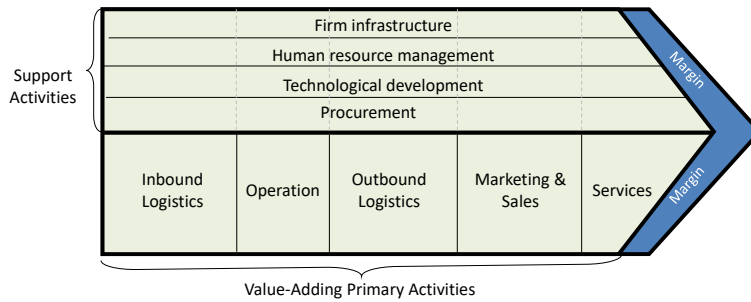 Firm infrastructure
Human resource management
Technological development
Procurement
Support
Activities
Margin
Inbound
Logistics
Operation
Outbound
Logistics
Marketing &
Sales
Services
Margin
Value-Adding Primary Activities